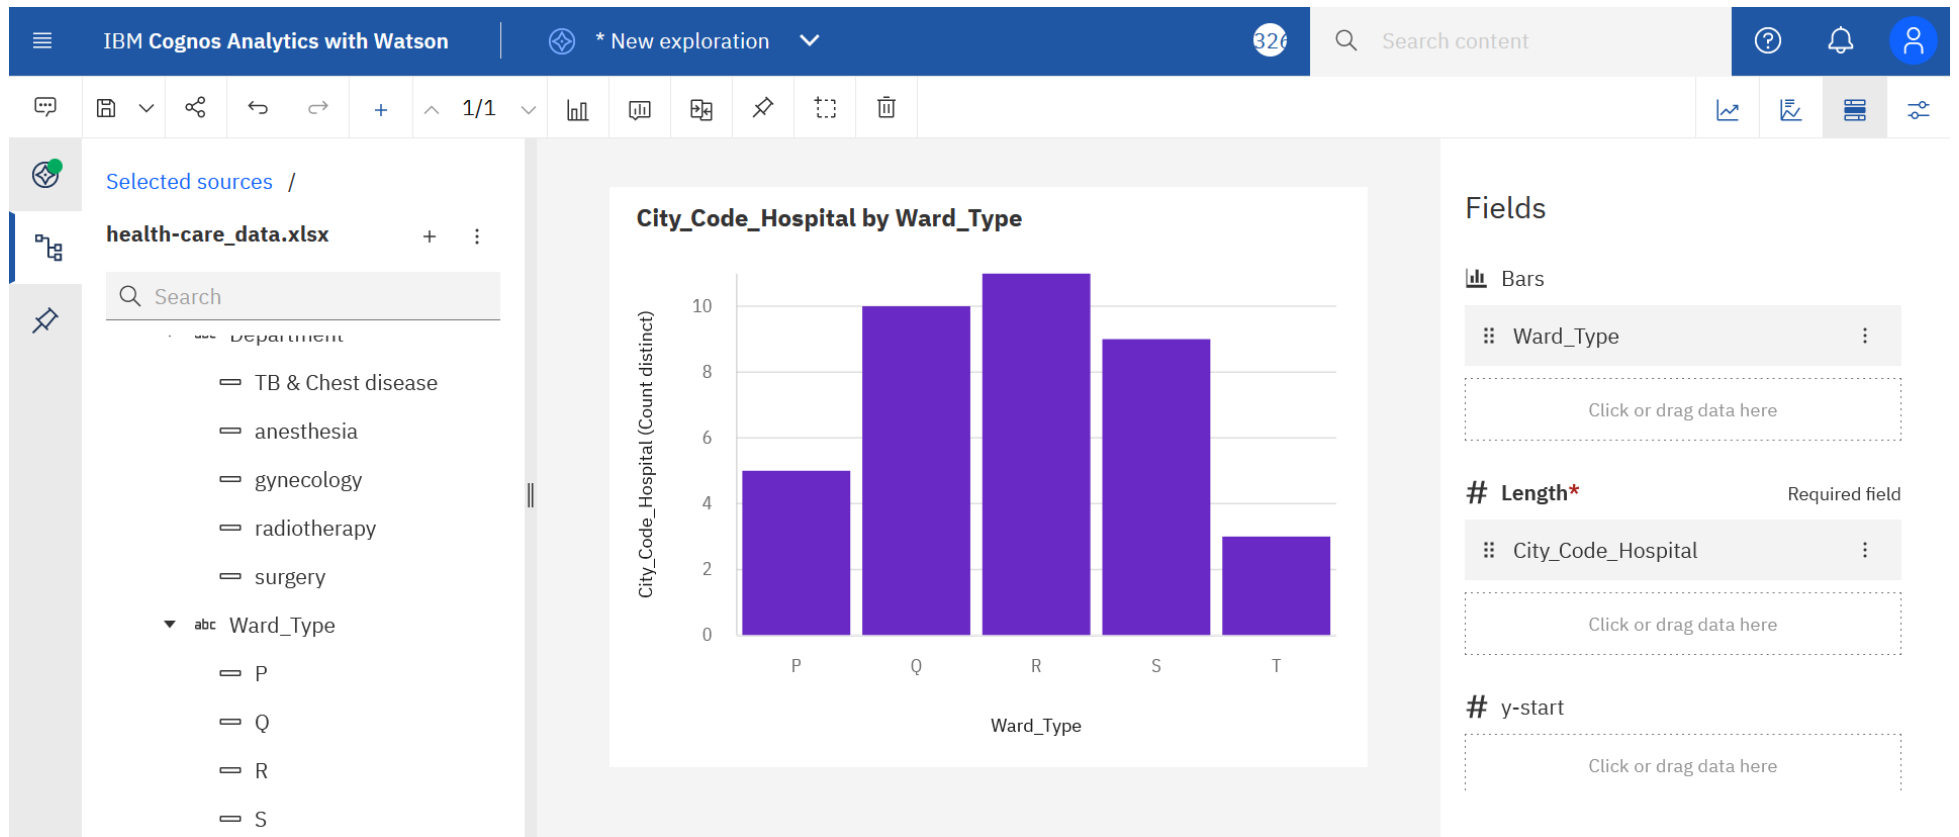 IBM Cognos Analytics with Watson
* New exploration
326
Search content
1/1
Selected sources /
health-care_data.xlsx
Search
Department
TB & Chest disease
anesthesia
gynecology
radiotherapy
surgery
abc Ward_Type
P
Q
R
S
City_Code_Hospital by Ward_Type
City_Code_Hospital (Count distinct)
10
8
6
4
2
0
P Q R S T
Ward_Type
Fields
Bars
Ward_Type
Click or drag data here
# Length* Required field
City_Code_Hospital
Click or drag data here
# y-start
Click or drag data here